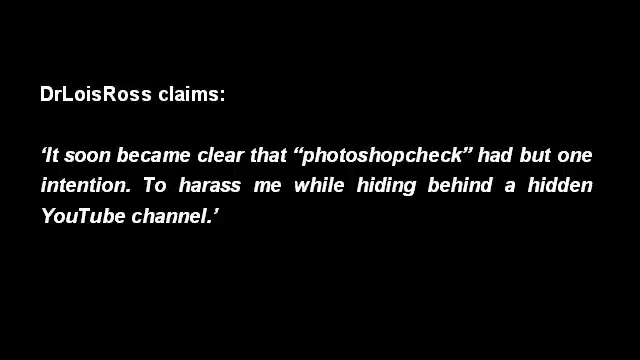 DrLoisRoss claims:
‘It soon became clear that “photoshopcheck” had but one
intention. To harass me while hiding behind a hidden
YouTube channel.’